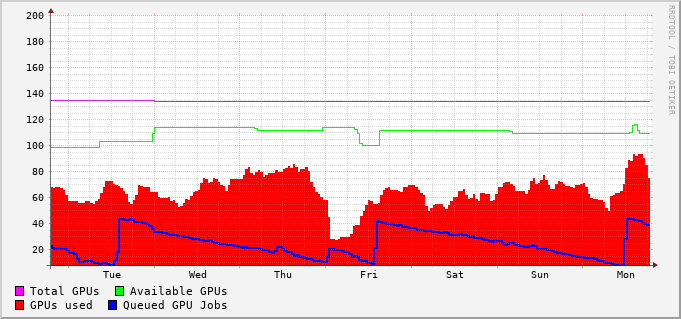 200
180
160
140
120
100
80
60
40
20
Tue Wed Thu Fri Sat Sun Mon
Total GPUs Available GPUs
GPUs used Queued GPU Jobs
RRDTOOL / TOBI OETIKER